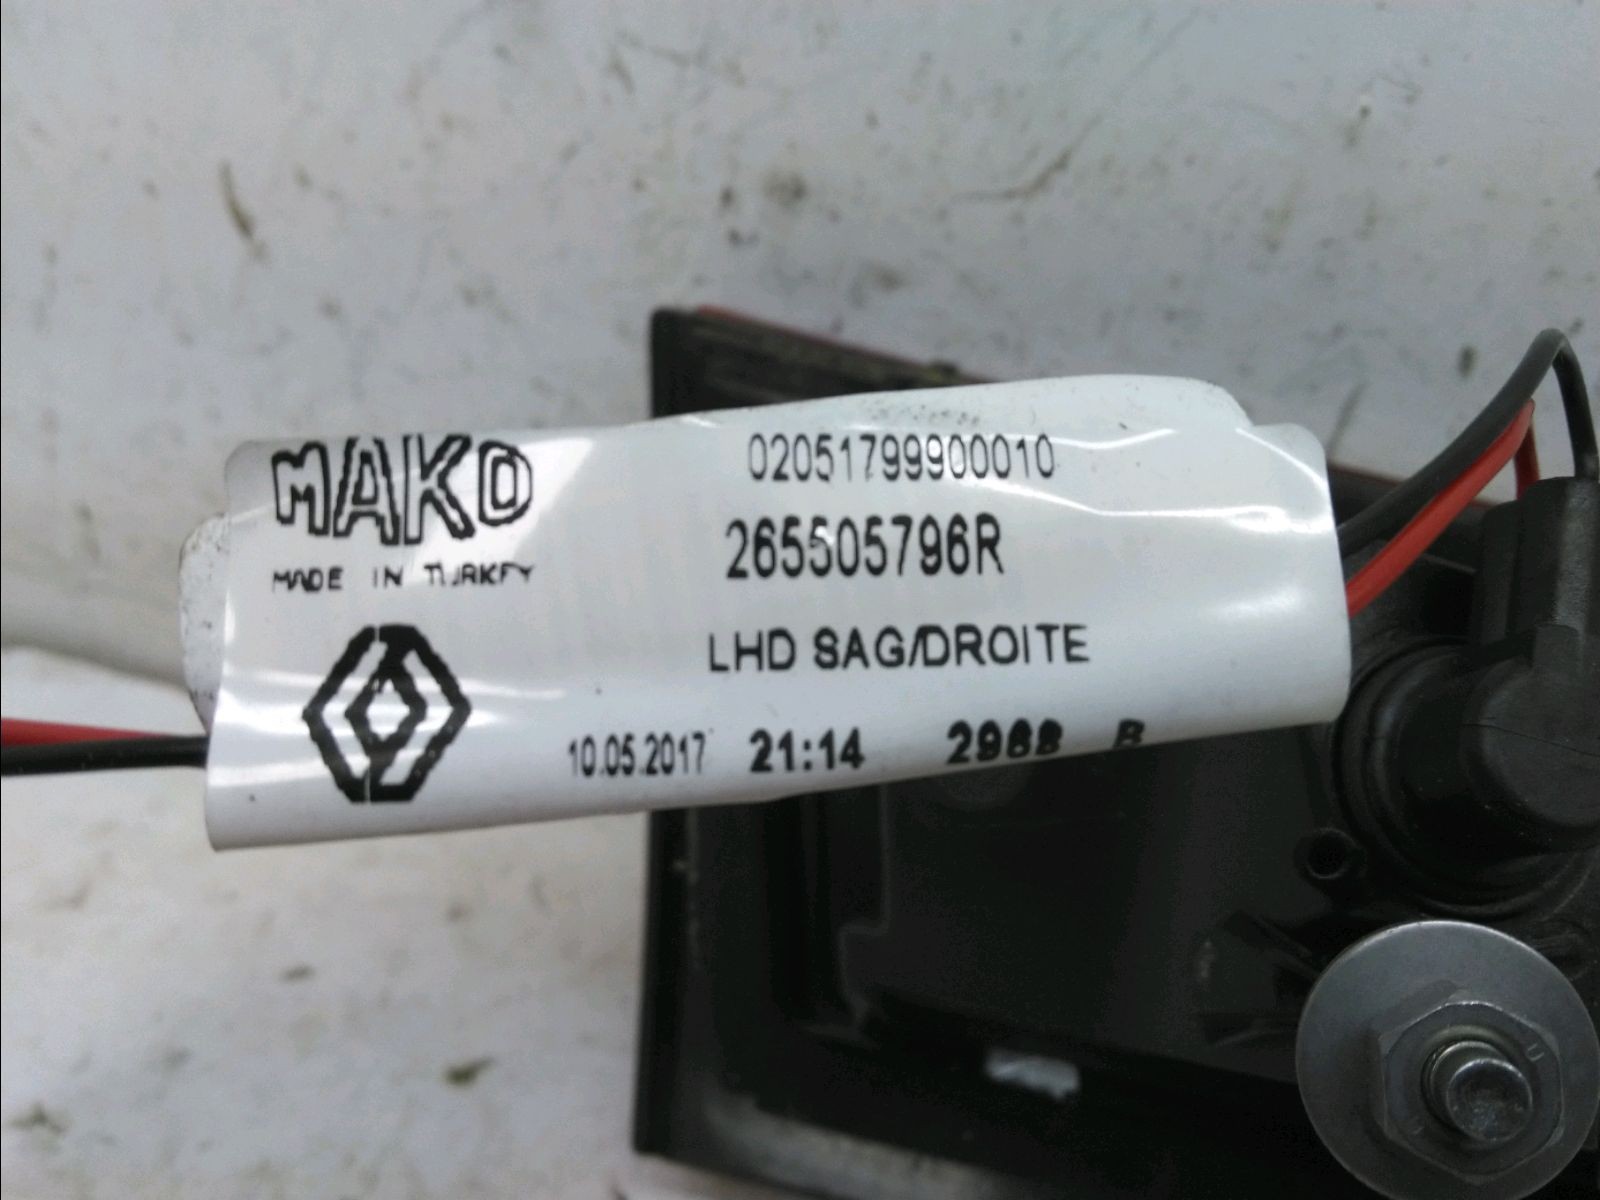 MAKO
MADE IN TURKEY
02051799900010
265505796R
LHD SAG/DROITE
10.05.2017 21:14 2968 B